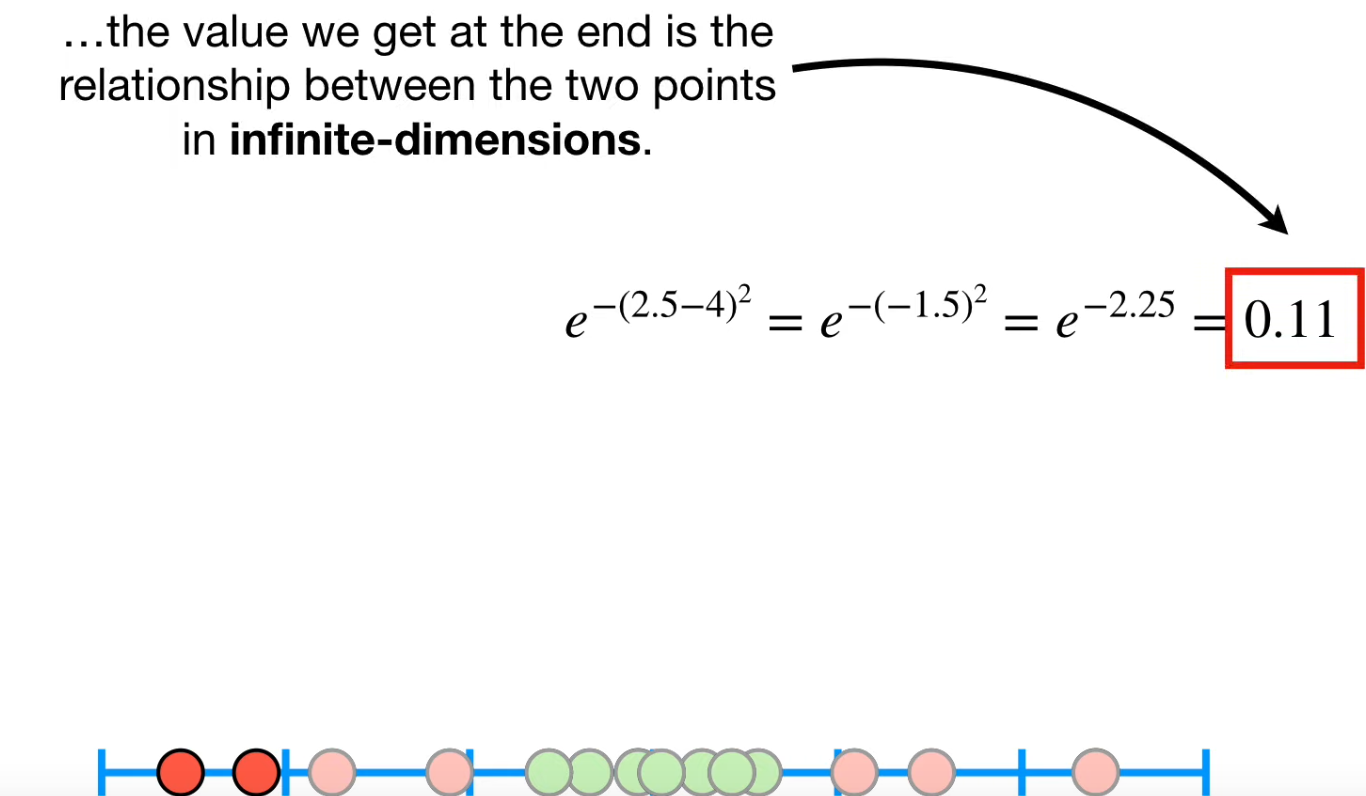 ...the value we get at the end is the
relationship between the two points
in infinite-dimensions.
e^{-(2.5-4)^2} = e^{-(-1.5)^2} = e^{-2.25} = 0.11